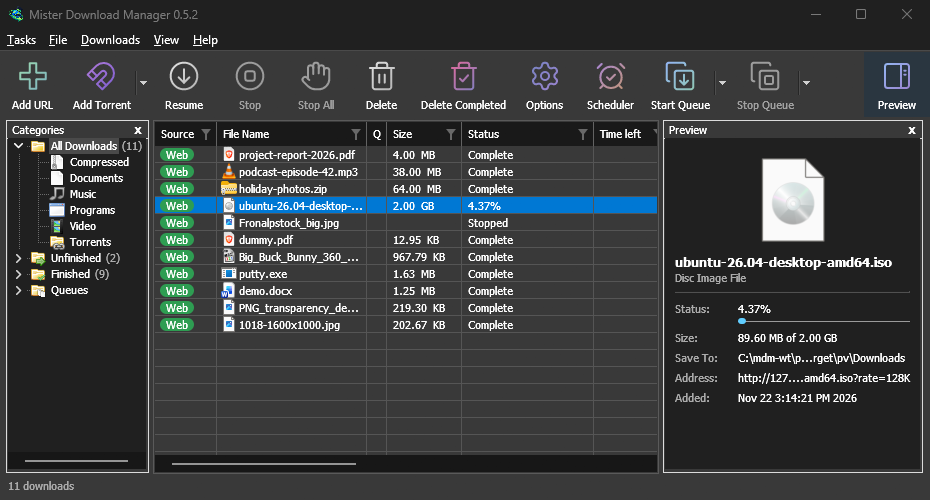 Mister Download Manager 0.5.2
Tasks File Downloads View Help
Add URL Add Torrent Resume Stop Stop All Delete Delete Completed Options Scheduler Start Queue Stop Queue Preview
Categories x
All Downloads (11)
Compressed
Documents
Music
Programs
Video
Torrents
Unfinished (2)
Finished (9)
Queues
Source File Name Q Size Status Time left
Web project-report-2026.pdf 4.00 MB Complete
Web podcast-episode-42.mp3 38.00 MB Complete
Web holiday-photos.zip 64.00 MB Complete
Web ubuntu-26.04-desktop-... 2.00 GB 4.37%
Web Fronalpstock_big.jpg Stopped
Web dummy.pdf 12.95 KB Complete
Web Big_Buck_Bunny_360_... 967.79 KB Complete
Web putty.exe 1.63 MB Complete
Web demo.docx 1.25 MB Complete
Web PNG_transparency_de... 219.30 KB Complete
Web 1018-1600x1000.jpg 202.67 KB Complete
Preview x
ubuntu-26.04-desktop-amd64.iso
Disc Image File
Status: 4.37%
Size: 89.60 MB of 2.00 GB
Save To: C:\mdm-wt\p...rget\pv\Downloads
Address: http://127....amd64.iso?rate=128K
Added: Nov 22 3:14:21 PM 2026
11 downloads